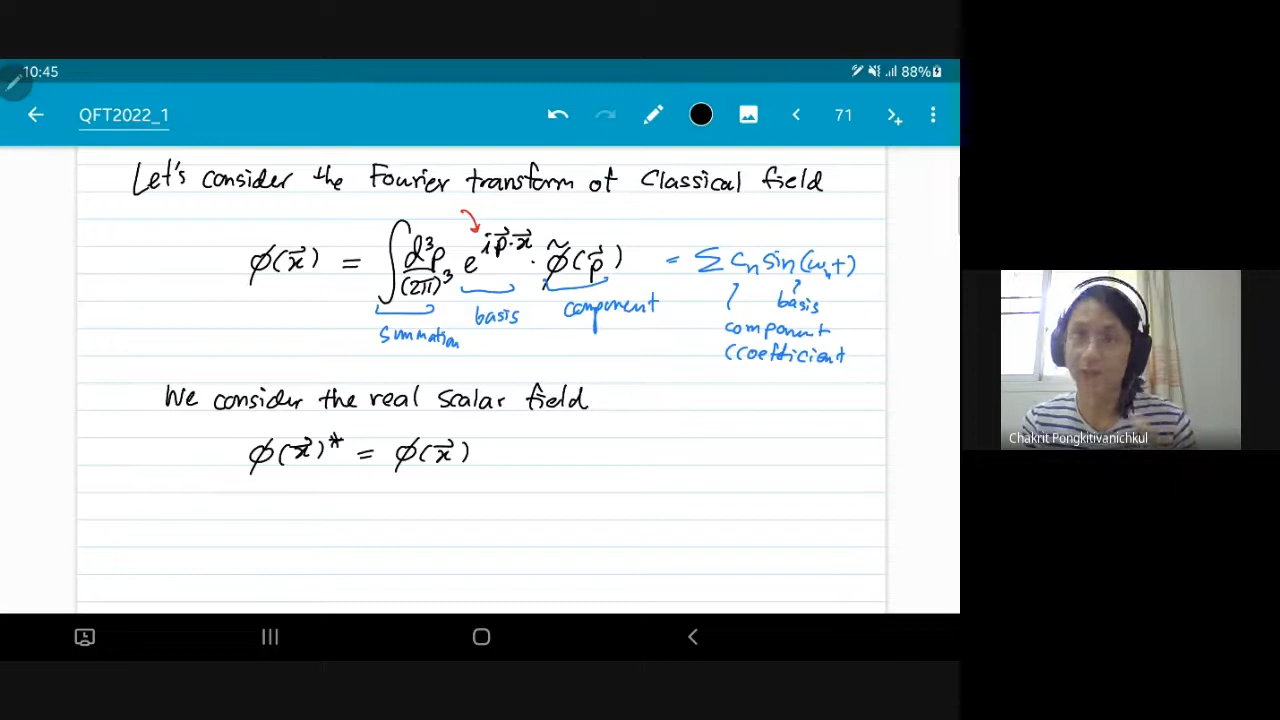 10:45
88%
QFT2022_1
71
Let's consider the Fourier transform of Classical field
ϕ(x⃗) = ∫ d³p/(2π)³ e^{ip⃗·x⃗} · ϕ̃(p⃗) = Σ Cₙ sin(ωₙt)
summation basis component
component basis
(coefficient
We consider the real scalar field
ϕ(x⃗)* = ϕ(x⃗)
Chakrit Pongkitivanichkul